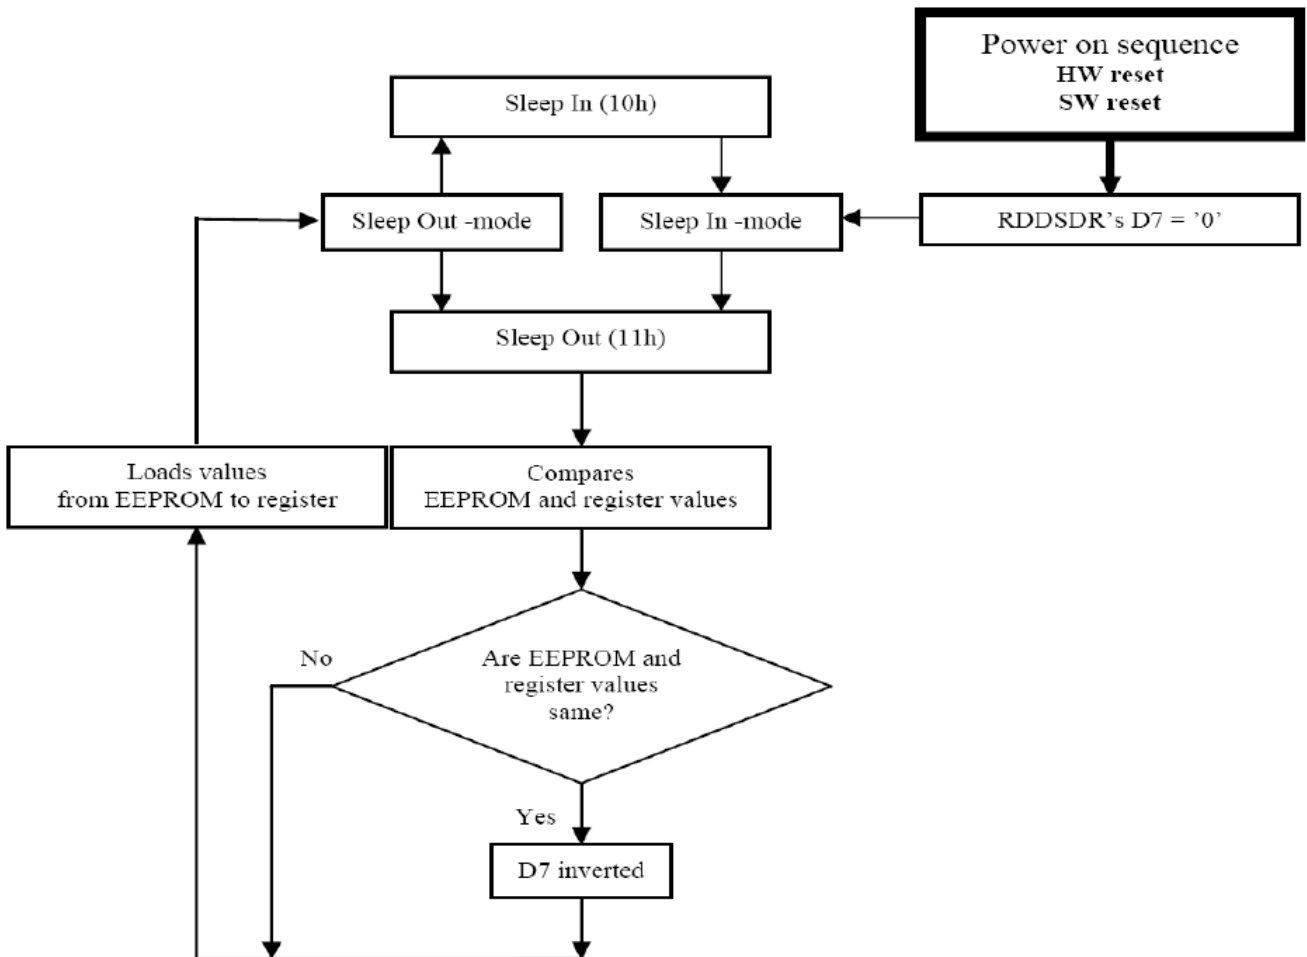 Power on sequence
HW reset
SW reset
Sleep In (10h)
Sleep Out -mode
Sleep In -mode
RDDSDR's D7 = ’0’
Sleep Out (11h)
Loads values
from EEPROM to register
Compares
EEPROM and register values
No
Are EEPROM and
register values
same?
Yes
D7 inverted